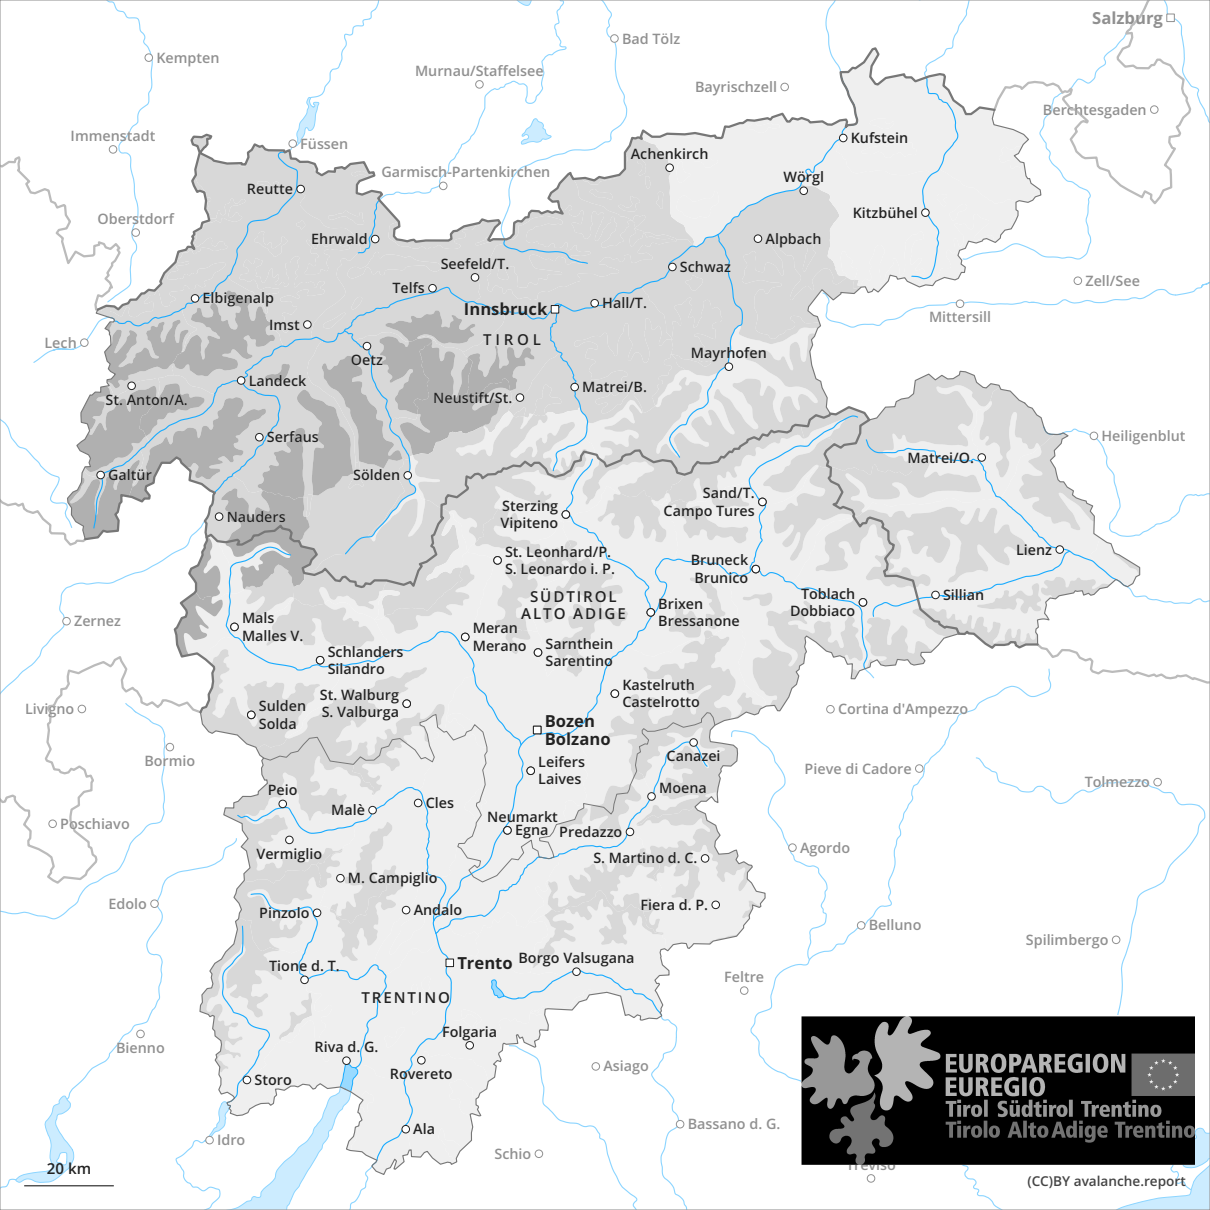 Salzburg
Bad Tölz
Kempten
Murnau/Staffelsee
Bayrischzell
Berchtesgaden
Immenstadt
Füssen
Kufstein
Achenkirch
Garmisch-Partenkirchen
Wörgl
Reutte
Oberstdorf
Kitzbühel
Ehrwald
Alpbach
Seefeld/T.
Schwaz
Zell/See
Telfs
Elbigenalp
Hall/T.
Innsbruck
Mittersill
Imst
TIROL
Lech
Oetz
Mayrhofen
Landeck
Matrei/B.
St. Anton/A.
Neustift/St.
Serfaus
Heiligenblut
Matrei/O.
Galtür
Sölden
Sand/T.
Campo Tures
Sterzing
Vipiteno
Nauders
St. Leonhard/P.
S. Leonardo i. P.
Lienz
Bruneck
Brunico
SÜDTIROL
ALTO ADIGE
Toblach
Dobbiaco
Sillian
Brixen
Bressanone
Zernez
Mals
Malles V.
Meran
Merano
Sarnthein
Sarentino
Schlanders
Silandro
Kastelruth
Castelrotto
St. Walburg
S. Valburga
Livigno
Sulden
Solda
Cortina d'Ampezzo
Bozen
Bolzano
Bormio
Canazei
Leifers
Laives
Pieve di Cadore
Tolmezzo
Peio
Moena
Malè
Cles
Neumarkt
Egna
Predazzo
Poschiavo
Vermiglio
Agordo
S. Martino d. C.
M. Campiglio
Edolo
Pinzolo
Andalo
Fiera d. P.
Belluno
Spilimbergo
Tione d. T.
Trento
Borgo Valsugana
Feltre
TRENTINO
Folgaria
Bienno
Riva d. G.
Asiago
Rovereto
Storo
EUROPAREGION
EUREGIO
Tirol Südtirol Trentino
Tirolo Alto Adige Trentino
Bassano d. G.
Ala
Idro
Schio
Treviso
20 km
(CC)BY avalanche.report